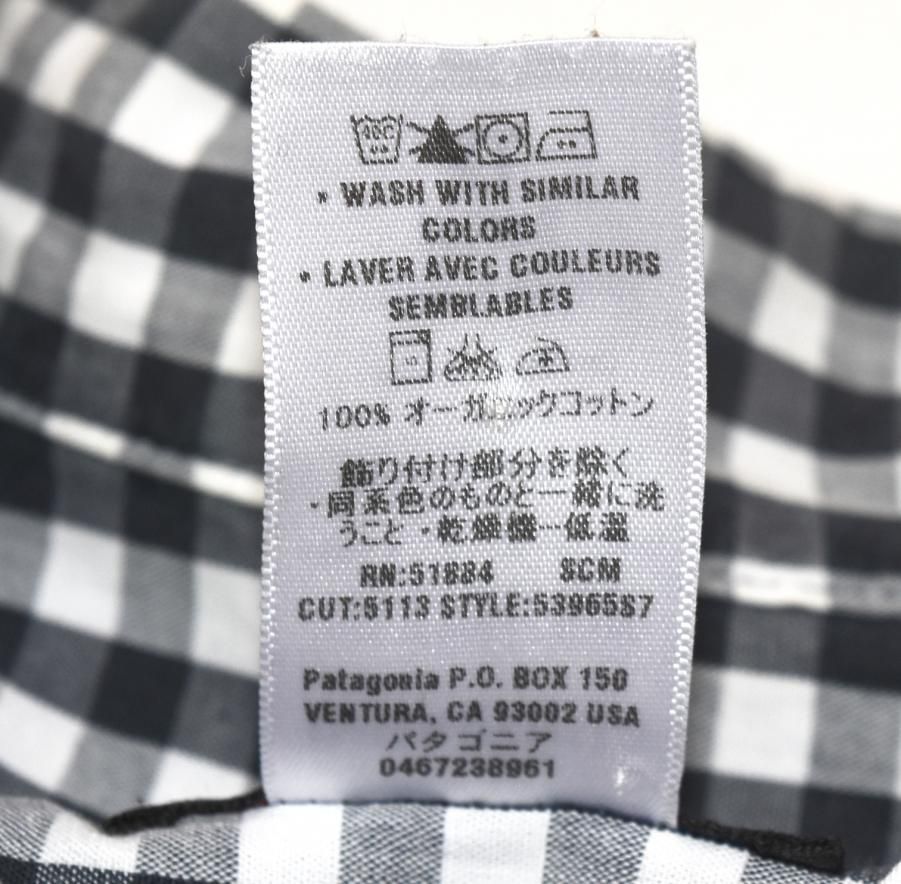 40C
• WASH WITH SIMILAR
COLORS
• LAVER AVEC COULEURS
SEMBLABLES
100% オーガニックコットン
飾り付け部分を除く
・同系色のものと一緒に洗
うこと ・乾燥機ー低温
RN:51884 SCM
CUT:5113 STYLE:53965S7
Patagonia P.O. BOX 150
VENTURA, CA 93002 USA
パタゴニア
0467238961